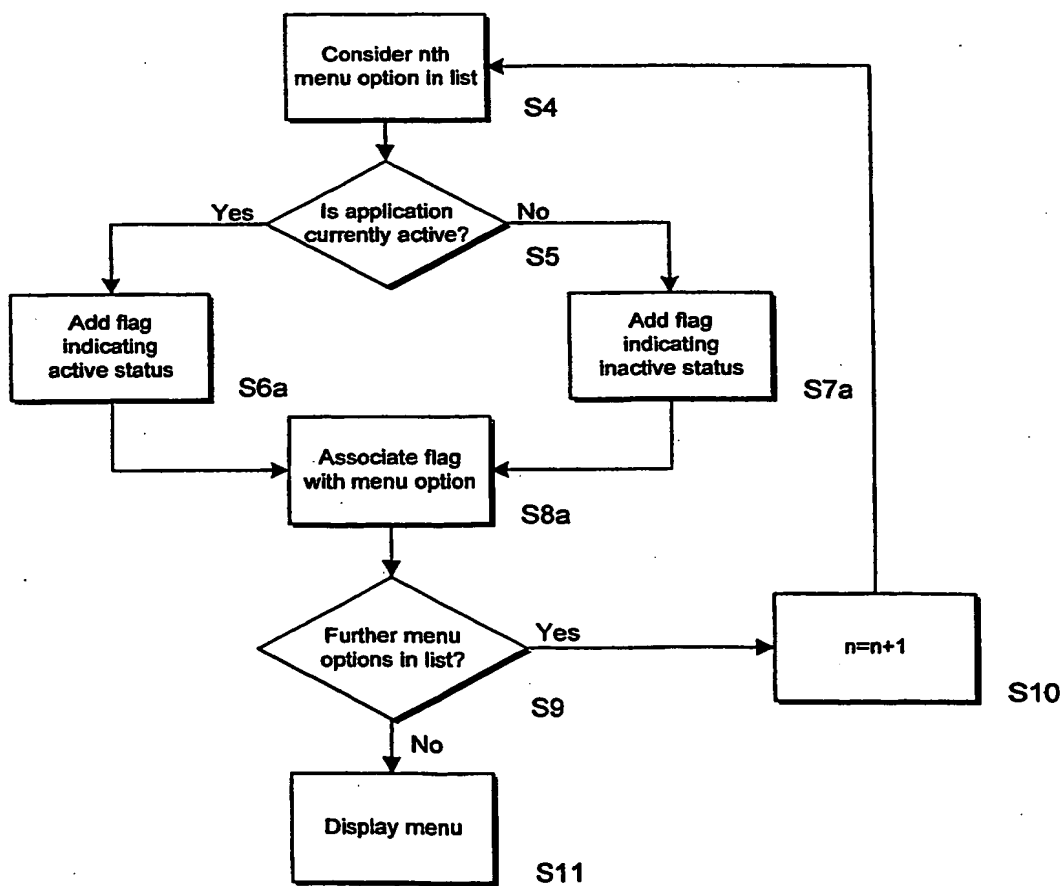 Consider nth
menu option in list
S4
Yes
Is application
currently active?
No
S5
Add flag
indicating
active status
S6a
Add flag
indicating
inactive status
S7a
Associate flag
with menu option
S8a
Further menu
options in list?
Yes
S9
n=n+1
S10
No
Display menu
S11